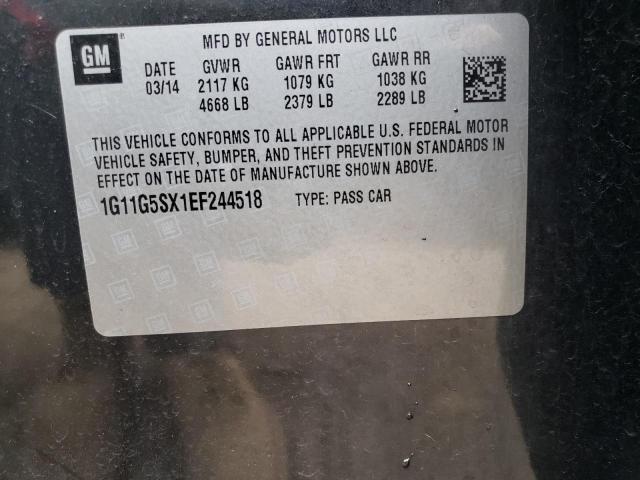 GM
MFD BY GENERAL MOTORS LLC
DATE GVWR GAWR FRT GAWR RR
03/14 2117 KG 1079 KG 1038 KG
4668 LB 2379 LB 2289 LB
THIS VEHICLE CONFORMS TO ALL APPLICABLE U.S. FEDERAL MOTOR
VEHICLE SAFETY, BUMPER, AND THEFT PREVENTION STANDARDS IN
EFFECT ON THE DATE OF MANUFACTURE SHOWN ABOVE.
1G11G5SX1EF244518 TYPE: PASS CAR